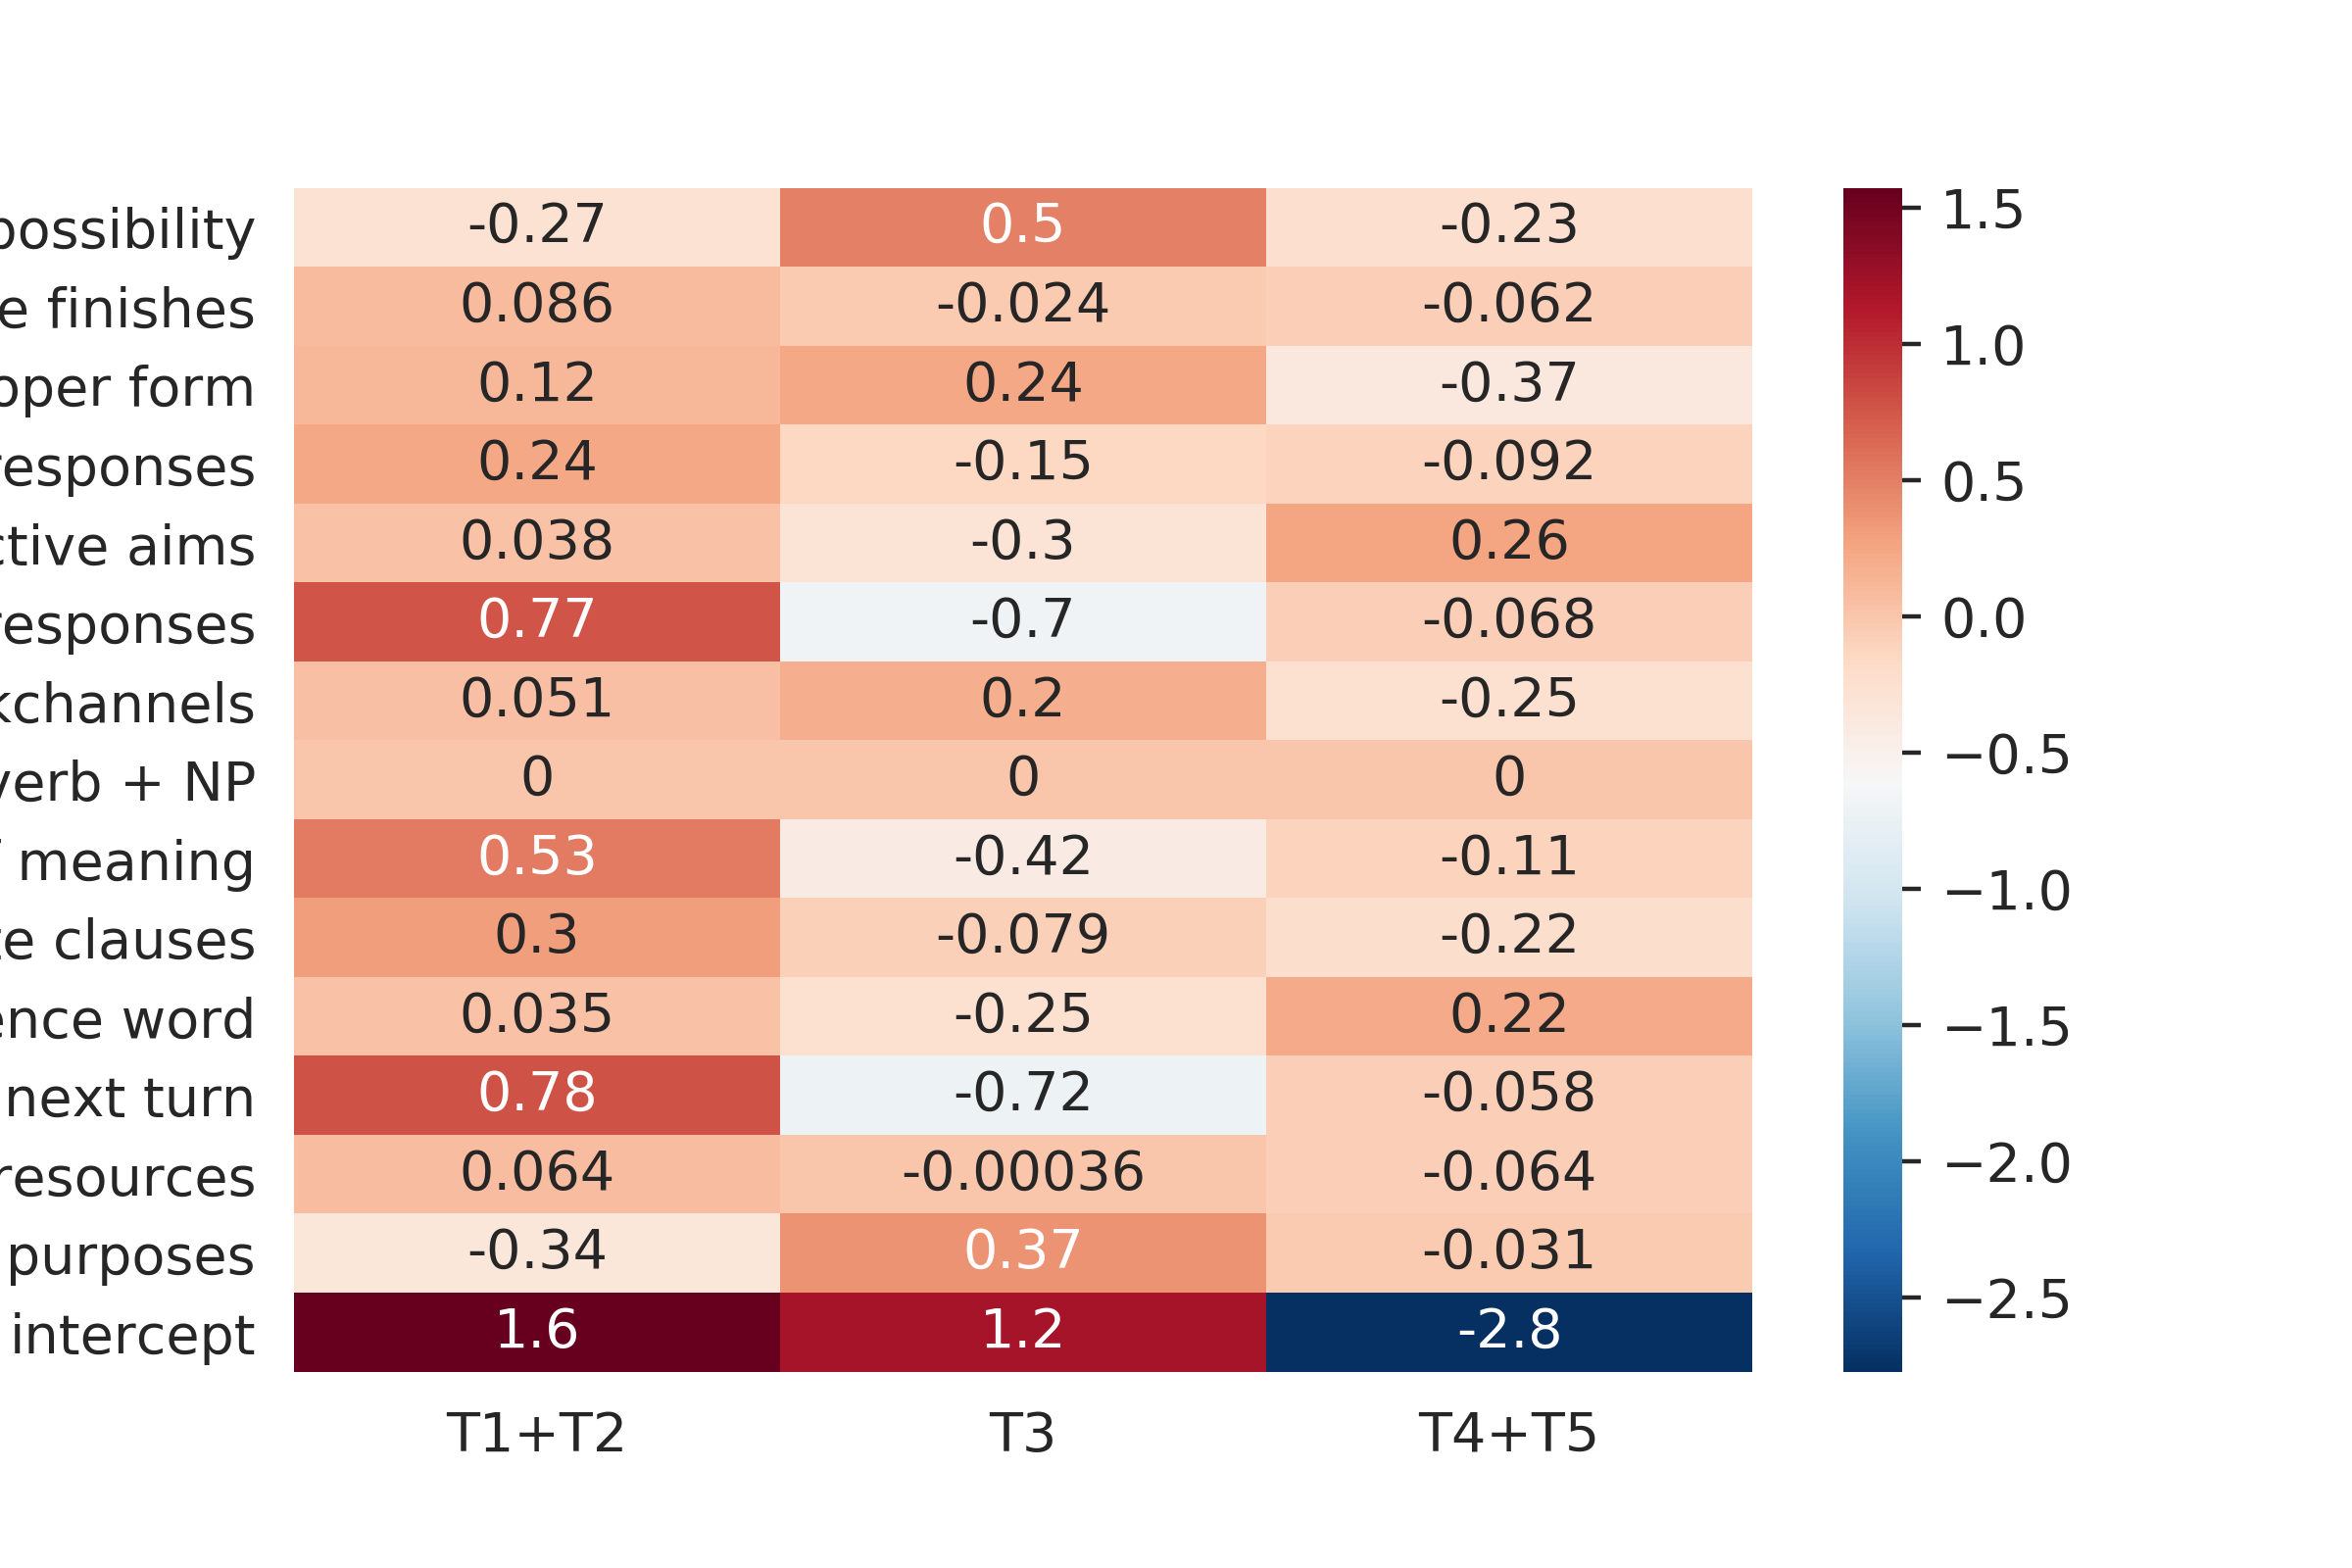 possibility -0.27 0.5 -0.23 1.5
e finishes 0.086 -0.024 -0.062 1.0
oper form 0.12 0.24 -0.37
responses 0.24 -0.15 -0.092 0.5
ctive aims 0.038 -0.3 0.26
responses 0.77 -0.7 -0.068 0.0
kchannels 0.051 0.2 -0.25 −0.5
verb + NP 0 0 0
f meaning 0.53 -0.42 -0.11 −1.0
te clauses 0.3 -0.079 -0.22
ence word 0.035 -0.25 0.22 −1.5
next turn 0.78 -0.72 -0.058
resources 0.064 -0.00036 -0.064 −2.0
purposes -0.34 0.37 -0.031 −2.5
intercept 1.6 1.2 -2.8
T1+T2 T3 T4+T5